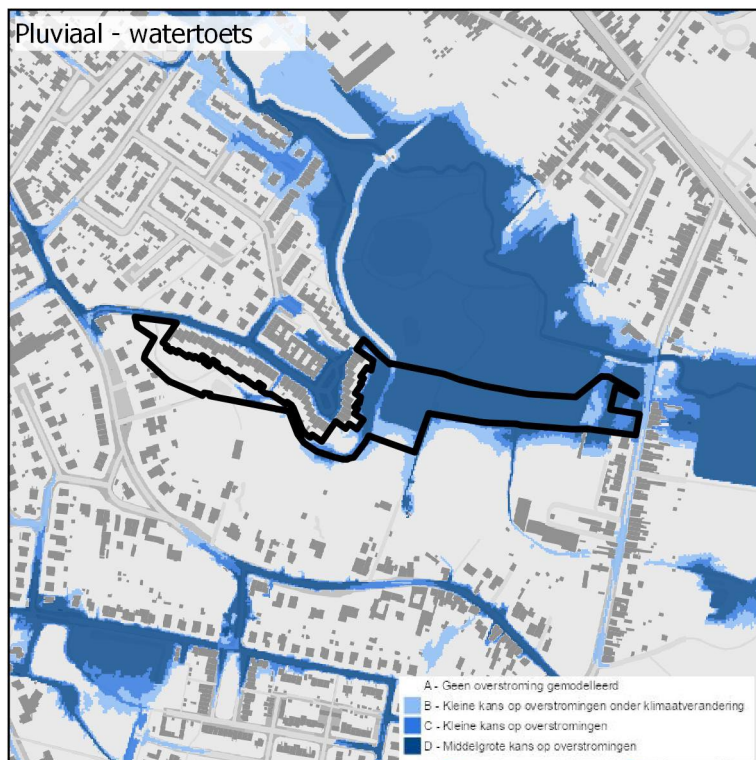 Pluviaal - watertoets
A - Geen overstroming gemodelleerd
B - Kleine kans op overstromingen onder klimaatverandering
C - Kleine kans op overstromingen
D - Middelgrote kans op overstromingen